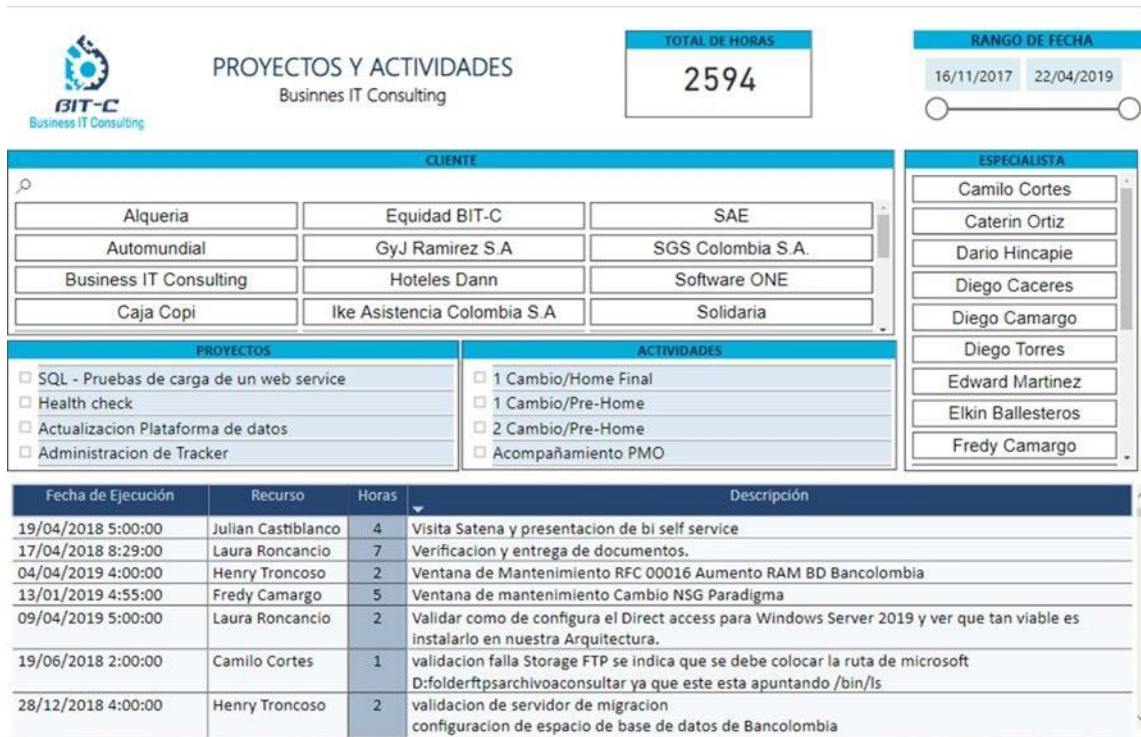 BIT-C
Business IT Consulting
PROYECTOS Y ACTIVIDADES
Businnes IT Consulting
TOTAL DE HORAS
2594
RANGO DE FECHA
16/11/2017 22/04/2019
CLIENTE
Alqueria Equidad BIT-C SAE
Automundial GyJ Ramirez S.A SGS Colombia S.A.
Business IT Consulting Hoteles Dann Software ONE
Caja Copi Ike Asistencia Colombia S.A Solidaria
ESPECIALISTA
Camilo Cortes
Caterin Ortiz
Dario Hincapie
Diego Caceres
Diego Camargo
Diego Torres
Edward Martinez
Elkin Ballesteros
Fredy Camargo
PROYECTOS
SQL - Pruebas de carga de un web service
Health check
Actualizacion Plataforma de datos
Administracion de Tracker
ACTIVIDADES
1 Cambio/Home Final
1 Cambio/Pre-Home
2 Cambio/Pre-Home
Acompañamiento PMO
Fecha de Ejecución Recurso Horas Descripción
19/04/2018 5:00:00 Julian Castiblanco 4 Visita Satena y presentacion de bi self service
17/04/2018 8:29:00 Laura Roncancio 7 Verificacion y entrega de documentos.
04/04/2019 4:00:00 Henry Troncoso 2 Ventana de Mantenimiento RFC 00016 Aumento RAM BD Bancolombia
13/01/2019 4:55:00 Fredy Camargo 5 Ventana de mantenimiento Cambio NSG Paradigma
09/04/2019 5:00:00 Laura Roncancio 2 Validar como de configura el Direct access para Windows Server 2019 y ver que tan viable es
instalarlo en nuestra Arquitectura.
19/06/2018 2:00:00 Camilo Cortes 1 validacion falla Storage FTP se indica que se debe colocar la ruta de microsoft
D:folderftpsarchivoaconsultar ya que este esta apuntando /bin/ls
28/12/2018 4:00:00 Henry Troncoso 2 validacion de servidor de migracion
configuracion de espacio de base de datos de Bancolombia